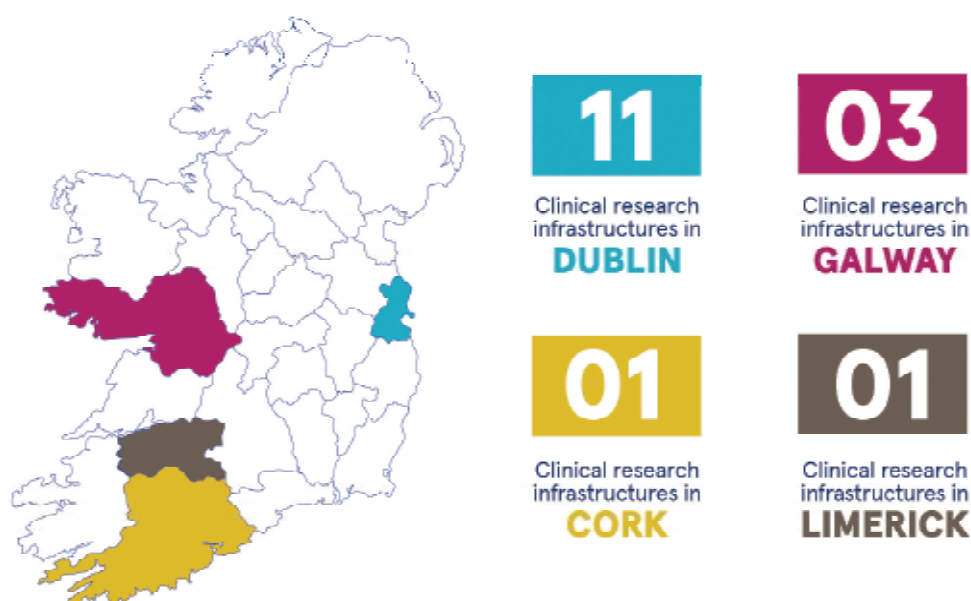 11
Clinical research
infrastructures in
DUBLIN
03
Clinical research
infrastructures in
GALWAY
01
Clinical research
infrastructures in
CORK
01
Clinical research
infrastructures in
LIMERICK